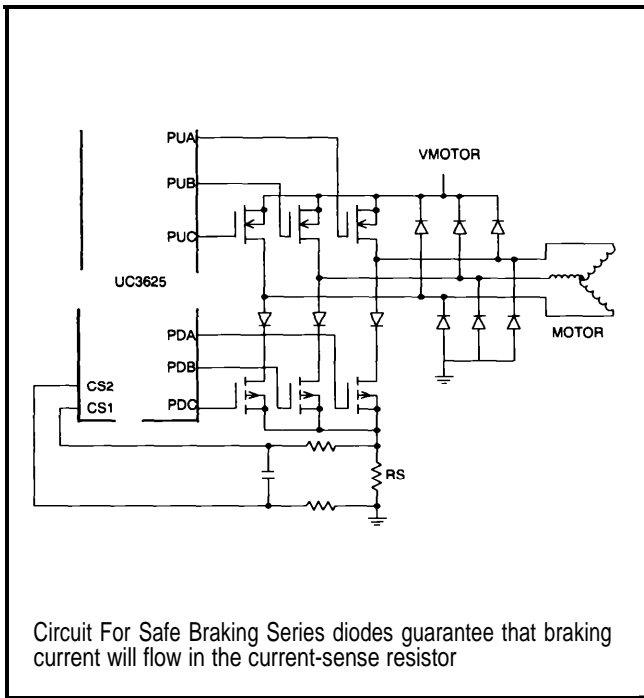 PUA
VMOTOR
PUB
PUC
UC3625
PDA
MOTOR
PDB
CS2
CS1
PDC
RS
Circuit For Safe Braking Series diodes guarantee that braking
current will flow in the current-sense resistor